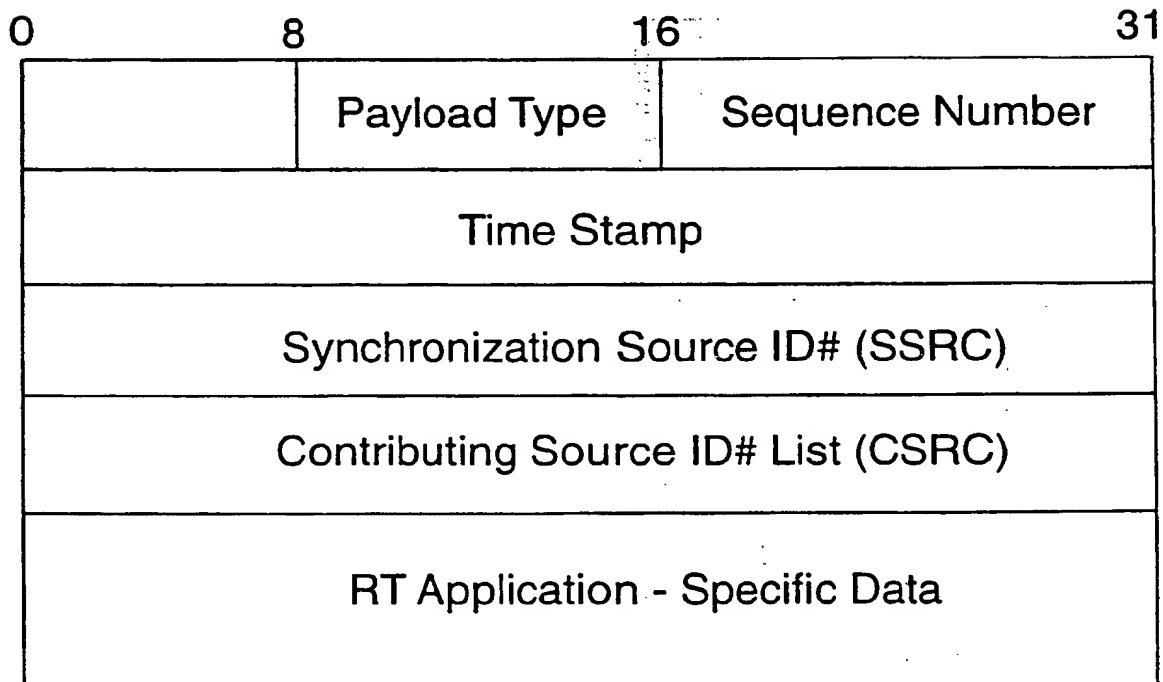 0 8 16 31
Payload Type Sequence Number
Time Stamp
Synchronization Source ID# (SSRC)
Contributing Source ID# List (CSRC)
RT Application - Specific Data